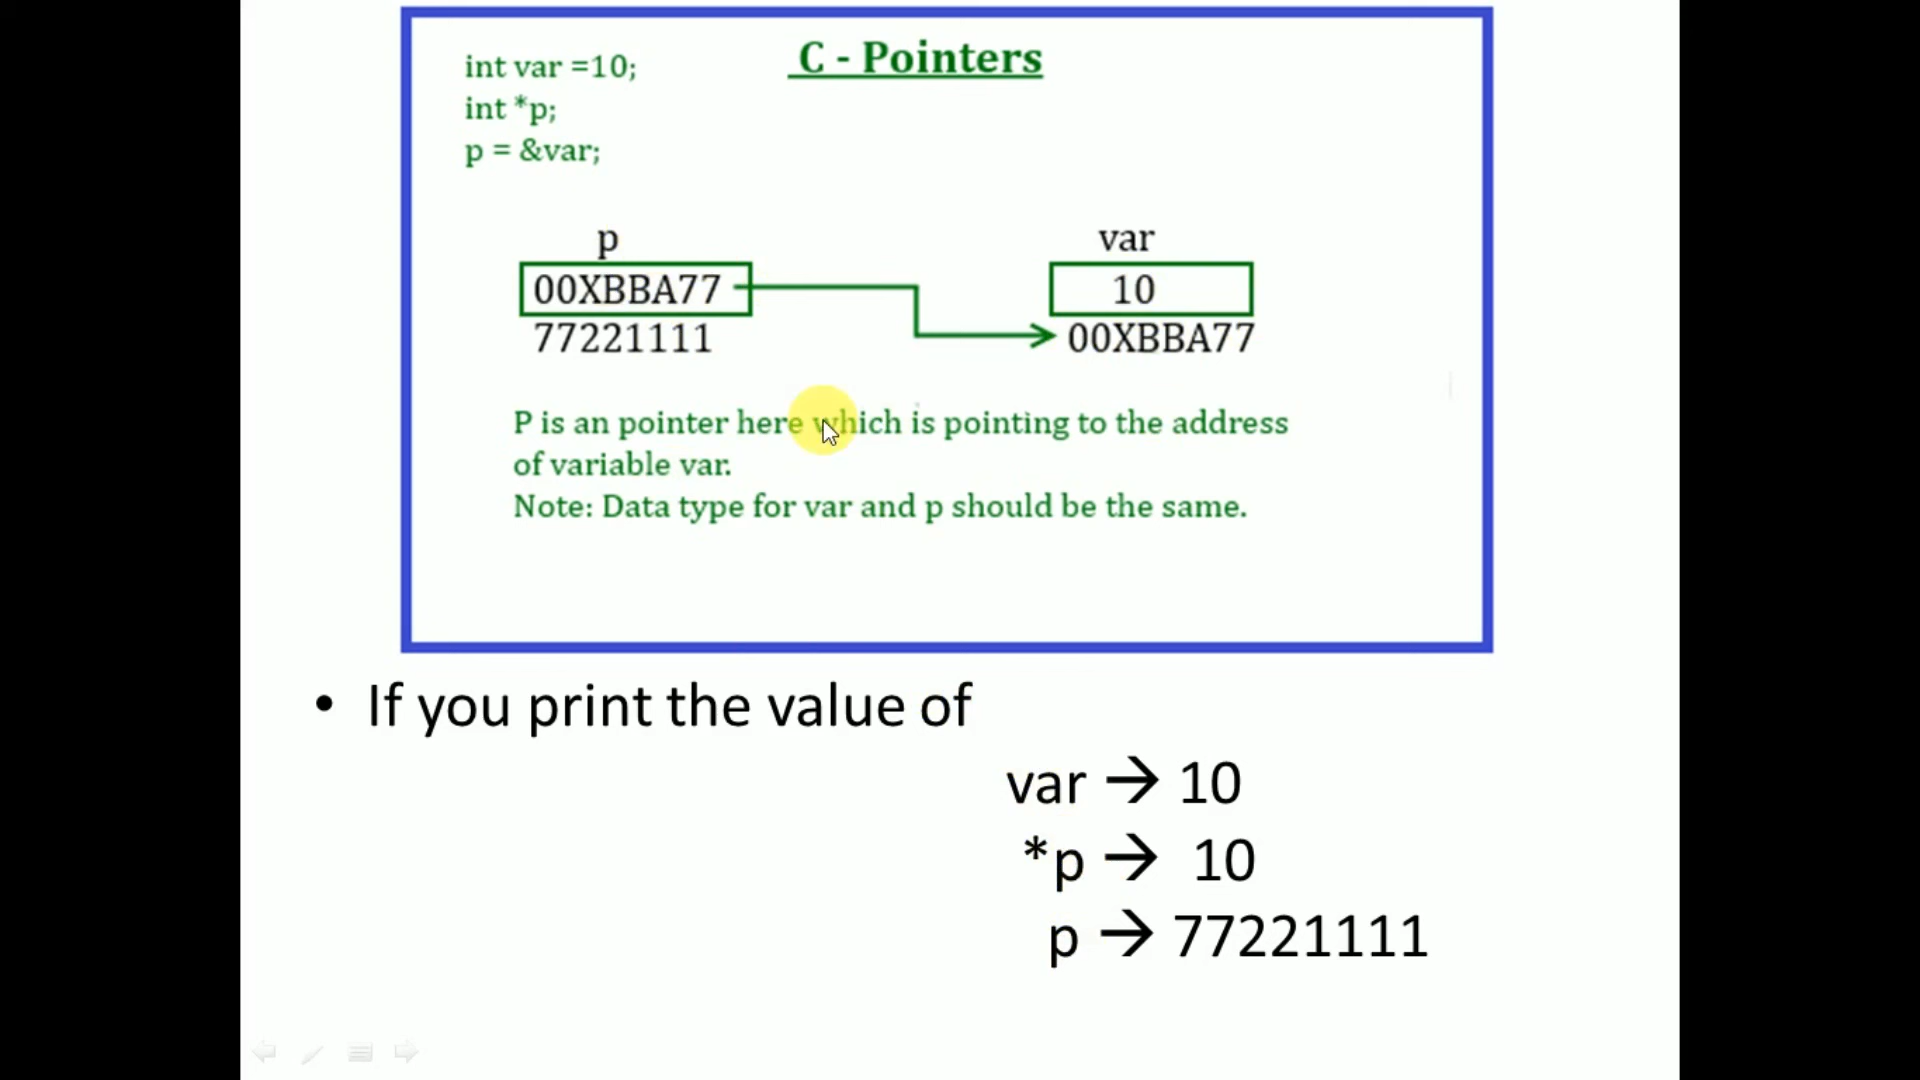 C - Pointers
int var =10;
int *p;
p = &var;
p
var
00XBBA77
10
77221111
00XBBA77
P is an pointer here which is pointing to the address
of variable var.
Note: Data type for var and p should be the same.
• If you print the value of
var → 10
*p → 10
p → 77221111